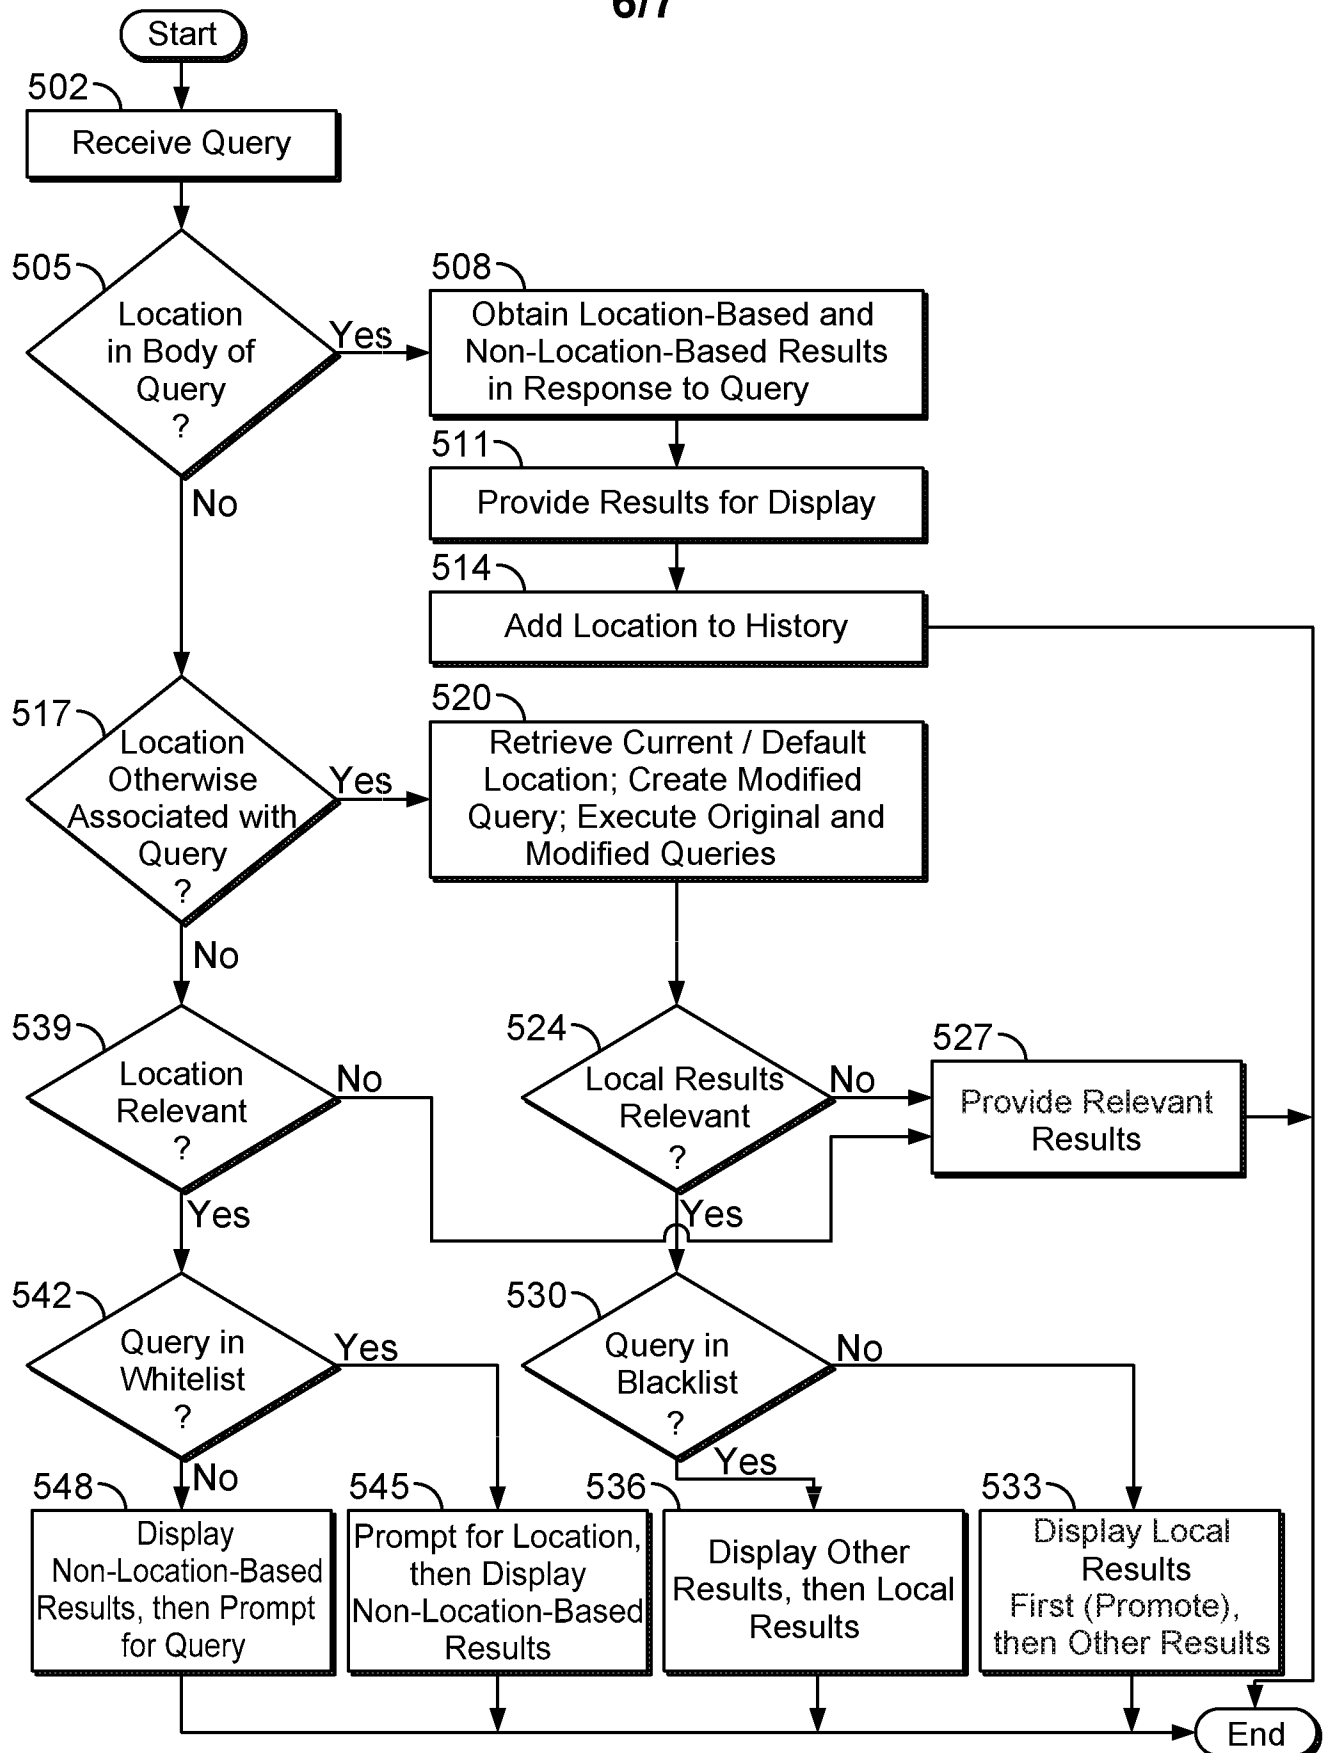 6/7
Start
502
Receive Query
505
Location
in Body of
Query
?
Yes
No
508
Obtain Location-Based and
Non-Location-Based Results
in Response to Query
511
Provide Results for Display
514
Add Location to History
517
Location
Otherwise
Associated with
Query
?
Yes
No
520
Retrieve Current / Default
Location; Create Modified
Query; Execute Original and
Modified Queries
539
Location
Relevant
?
No
Yes
524
Local Results
Relevant
?
No
Yes
527
Provide Relevant
Results
542
Query in
Whitelist
?
Yes
No
530
Query in
Blacklist
?
No
Yes
548
Display
Non-Location-Based
Results, then Prompt
for Query
545
Prompt for Location,
then Display
Non-Location-Based
Results
536
Display Other
Results, then Local
Results
533
Display Local
Results
First (Promote),
then Other Results
End